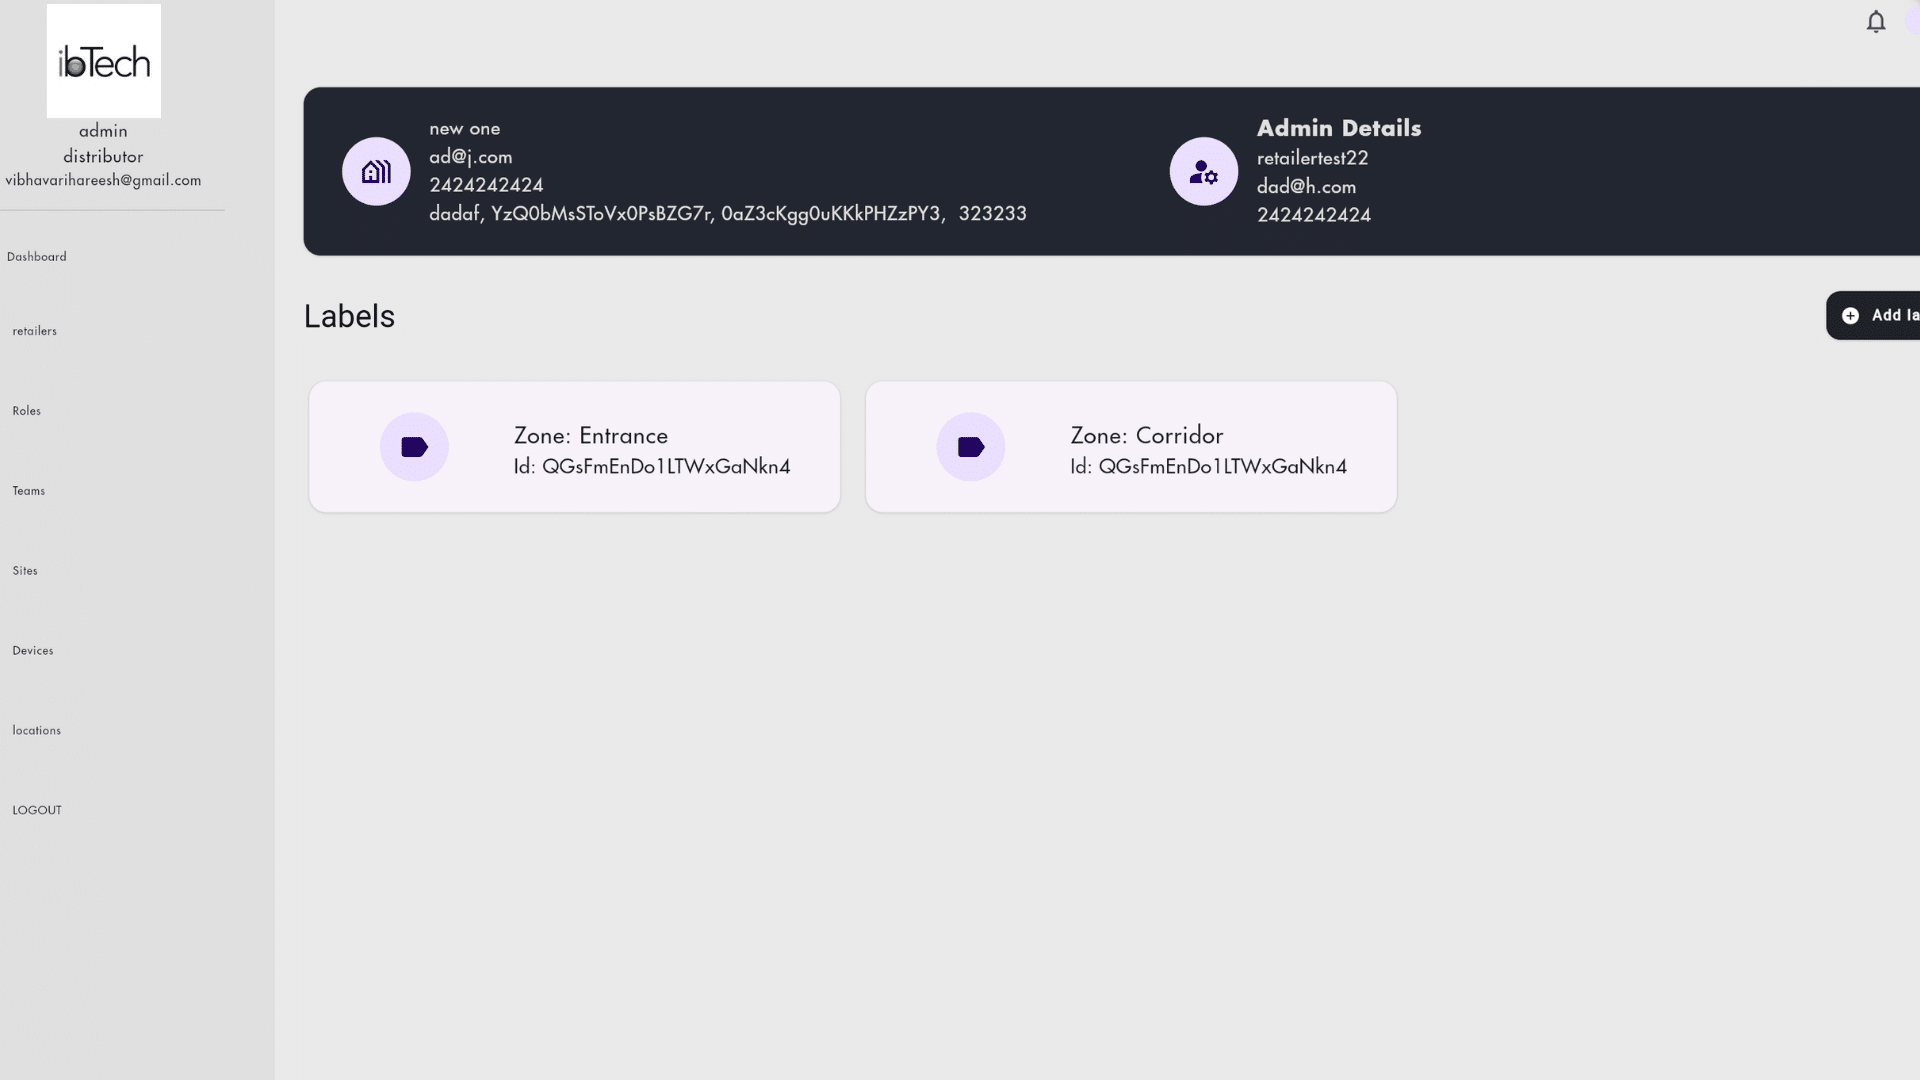 ibTech
admin
distributor
vibhavarihareesh@gmail.com
Dashboard
retailers
Roles
Teams
Sites
Devices
locations
LOGOUT
new one
ad@j.com
2424242424
dadaf, YzQ0bMsSToVx0PsBZG7r, 0aZ3cKgg0uKKkPHZzPY3, 323233
Admin Details
retailertest22
dad@h.com
2424242424
Labels
Add la
Zone: Entrance
Id: QGsFmEnDo1LTWxGaNkn4
Zone: Corridor
Id: QGsFmEnDo1LTWxGaNkn4